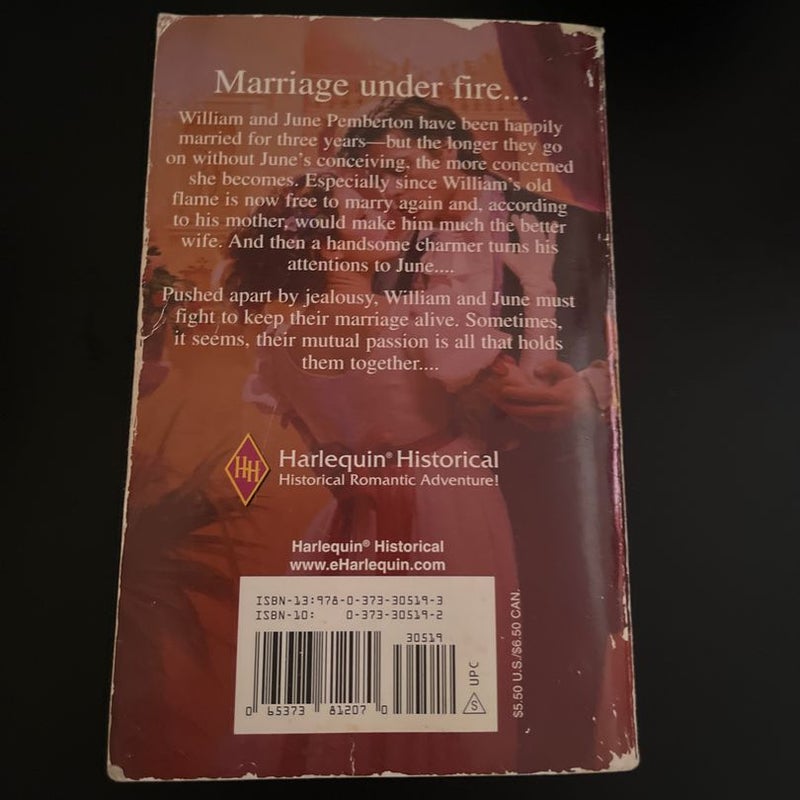 Marriage under fire...
William and June Pemberton have been happily
married for three years—but the longer they go
on without June's conceiving, the more concerned
she becomes. Especially since William's old
flame is now free to marry again and, according
to his mother, would make him much the better
wife. And then a handsome charmer turns his
attentions to June....
Pushed apart by jealousy, William and June must
fight to keep their marriage alive. Sometimes,
it seems, their mutual passion is all that holds
them together....
HH
Harlequin® Historical
Historical Romantic Adventure!
Harlequin® Historical
www.eHarlequin.com
ISBN-13:978-0-373-30519-3
ISBN-10: 0-373-30519-2
30519
0 65373 81207 0
S UPC
$5.50 U.S./$6.50 CAN.